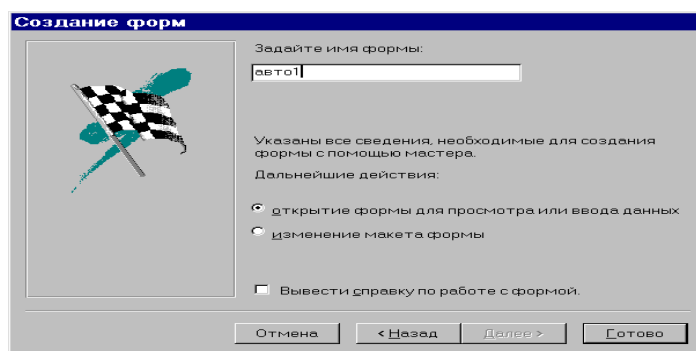 Создание форм
Задайте имя формы:
авто1
Указаны все сведения, необходимые для создания
формы с помощью мастера.
Дальнейшие действия:
открытие формы для просмотра или ввода данных
изменение макета формы
Вывести справку по работе с формой.
Отмена < Назад Далее > Готово